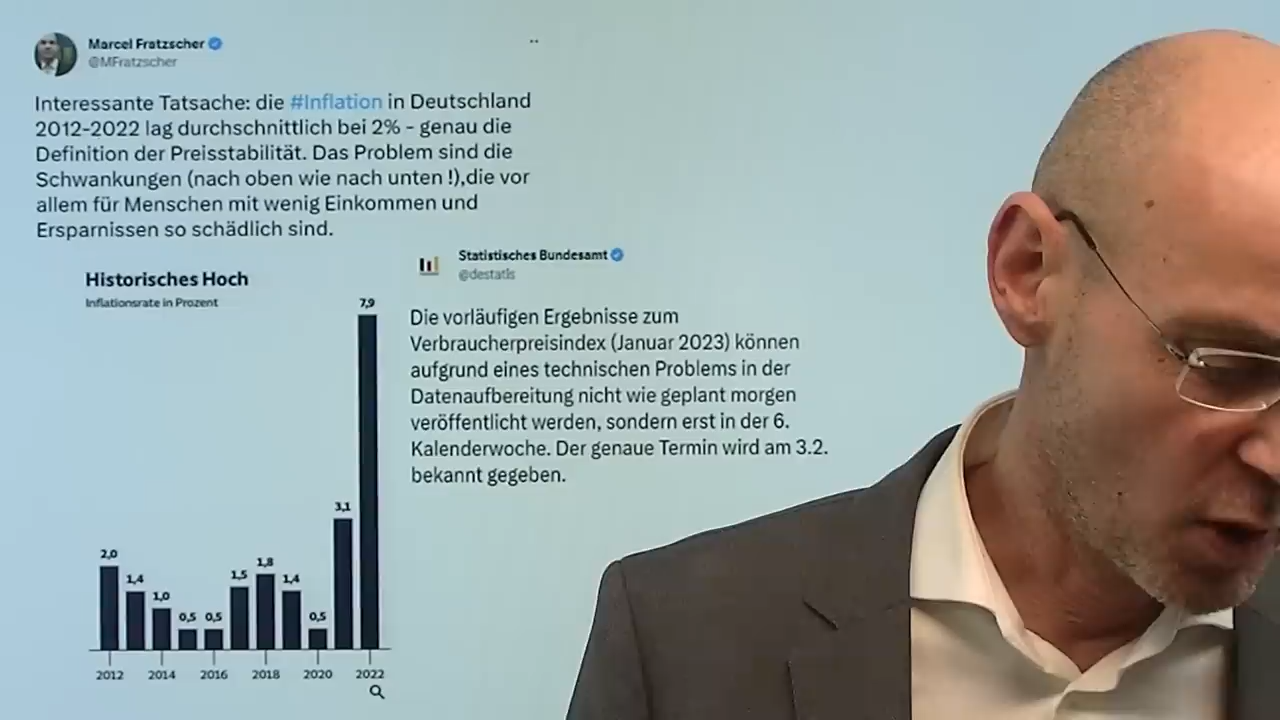 Marcel Fratzscher
@MFratzscher
Interessante Tatsache: die #Inflation in Deutschland
2012-2022 lag durchschnittlich bei 2% - genau die
Definition der Preisstabilität. Das Problem sind die
Schwankungen (nach oben wie nach unten !),die vor
allem für Menschen mit wenig Einkommen und
Ersparnissen so schädlich sind.
Historisches Hoch
Inflationsrate in Prozent
2,0
1,4
1,0
0,5
0,5
1,5
1,8
1,4
0,5
3,1
7,9
2012
2014
2016
2018
2020
2022
Statistisches Bundesamt
@destatis
Die vorläufigen Ergebnisse zum
Verbraucherpreisindex (Januar 2023) können
aufgrund eines technischen Problems in der
Datenaufbereitung nicht wie geplant morgen
veröffentlicht werden, sondern erst in der 6.
Kalenderwoche. Der genaue Termin wird am 3.2.
bekannt gegeben.